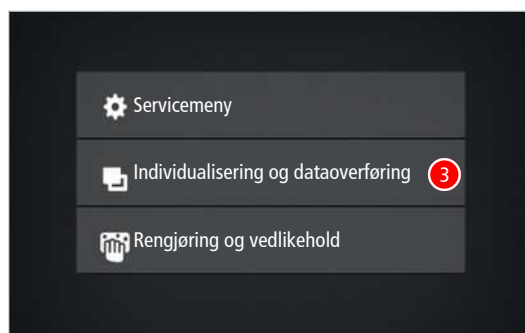 Servicemeny
Individualisering og dataoverføring 3
Rengjøring og vedlikehold